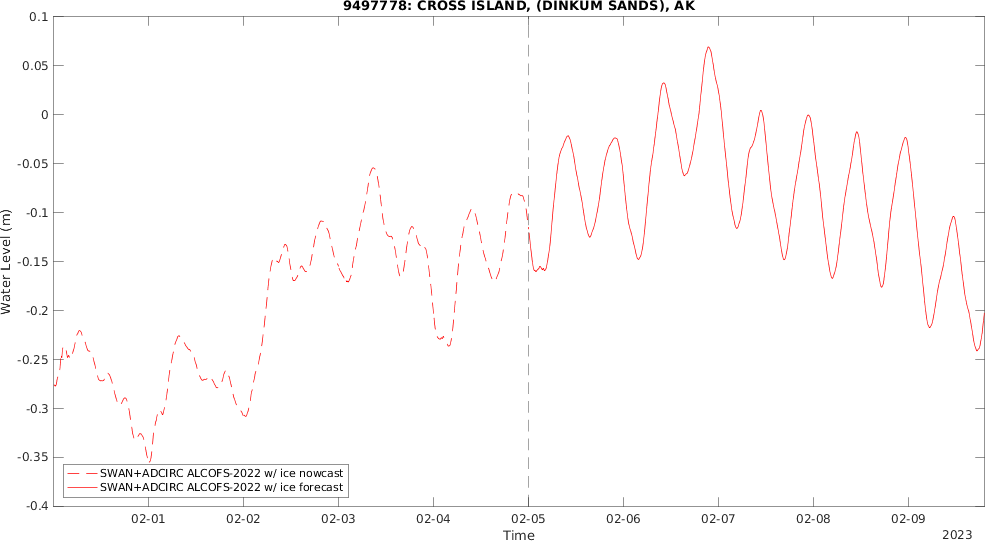 9497778: CROSS ISLAND, (DINKUM SANDS), AK
0.1
0.05
0
-0.05
-0.1
-0.15
-0.2
-0.25
-0.3
-0.35
-0.4
Water Level (m)
SWAN+ADCIRC ALCOFS-2022 w/ ice nowcast
SWAN+ADCIRC ALCOFS-2022 w/ ice forecast
02-01 02-02 02-03 02-04 02-05 02-06 02-07 02-08 02-09
Time
2023